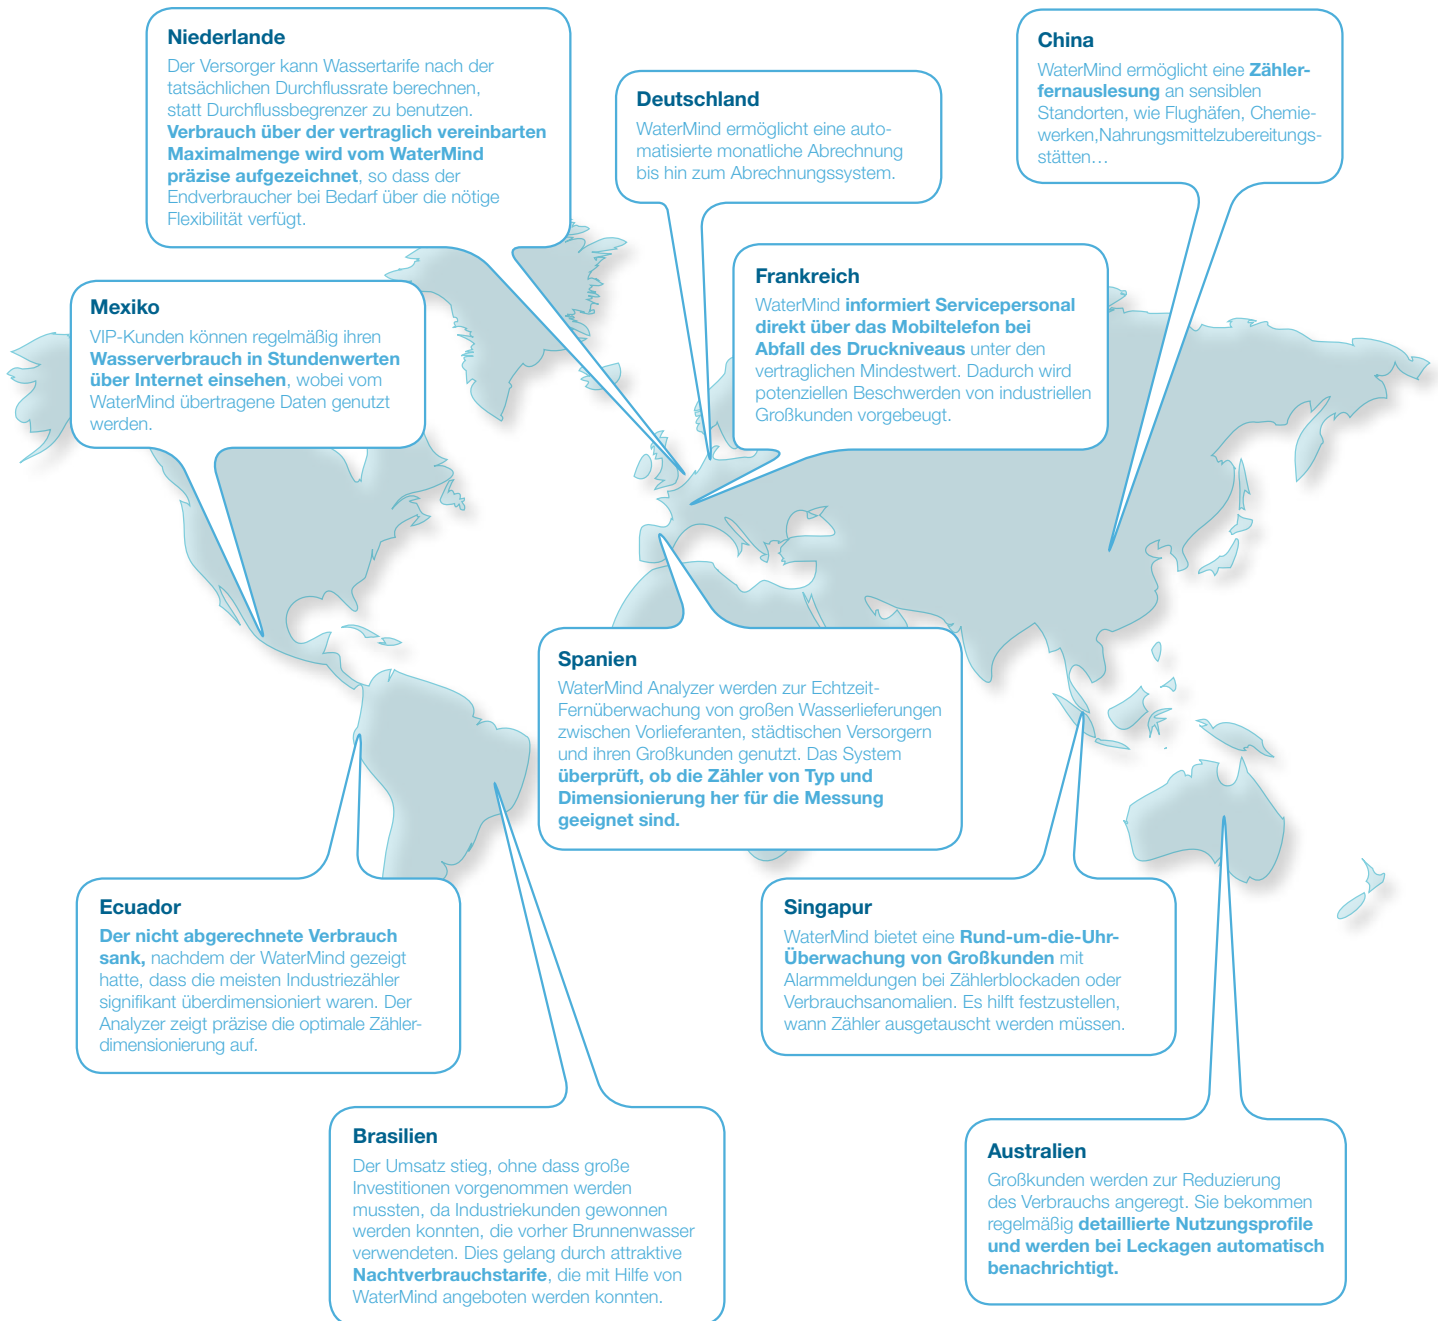 Niederlande
Der Versorger kann Wassertarife nach der
tatsächlichen Durchflussrate berechnen,
statt Durchflussbegrenzer zu benutzen.
Verbrauch über der vertraglich vereinbarten
Maximalmenge wird vom WaterMind
präzise aufgezeichnet, so dass der
Endverbraucher bei Bedarf über die nötige
Flexibilität verfügt.
Deutschland
WaterMind ermöglicht eine auto-
matisierte monatliche Abrechnung
bis hin zum Abrechnungssystem.
China
WaterMind ermöglicht eine Zähler-
fernauslesung an sensiblen
Standorten, wie Flughäfen, Chemie-
werken,Nahrungsmittelzubereitungs-
stätten…
Mexiko
VIP-Kunden können regelmäßig ihren
Wasserverbrauch in Stundenwerten
über Internet einsehen, wobei vom
WaterMind übertragene Daten genutzt
werden.
Frankreich
WaterMind informiert Servicepersonal
direkt über das Mobiltelefon bei
Abfall des Druckniveaus unter den
vertraglichen Mindestwert. Dadurch wird
potenziellen Beschwerden von industriellen
Großkunden vorgebeugt.
Spanien
WaterMind Analyzer werden zur Echtzeit-
Fernüberwachung von großen Wasserlieferungen
zwischen Vorlieferanten, städtischen Versorgern
und ihren Großkunden genutzt. Das System
überprüft, ob die Zähler von Typ und
Dimensionierung her für die Messung
geeignet sind.
Ecuador
Der nicht abgerechnete Verbrauch
sank, nachdem der WaterMind gezeigt
hatte, dass die meisten Industriezähler
signifikant überdimensioniert waren. Der
Analyzer zeigt präzise die optimale Zähler-
dimensionierung auf.
Singapur
WaterMind bietet eine Rund-um-die-Uhr-
Überwachung von Großkunden mit
Alarmmeldungen bei Zählerblockaden oder
Verbrauchsanomalien. Es hilft festzustellen,
wann Zähler ausgetauscht werden müssen.
Brasilien
Der Umsatz stieg, ohne dass große
Investitionen vorgenommen werden
mussten, da Industriekunden gewonnen
werden konnten, die vorher Brunnenwasser
verwendeten. Dies gelang durch attraktive
Nachtverbrauchstarife, die mit Hilfe von
WaterMind angeboten werden konnten.
Australien
Großkunden werden zur Reduzierung
des Verbrauchs angeregt. Sie bekommen
regelmäßig detaillierte Nutzungsprofile
und werden bei Leckagen automatisch
benachrichtigt.